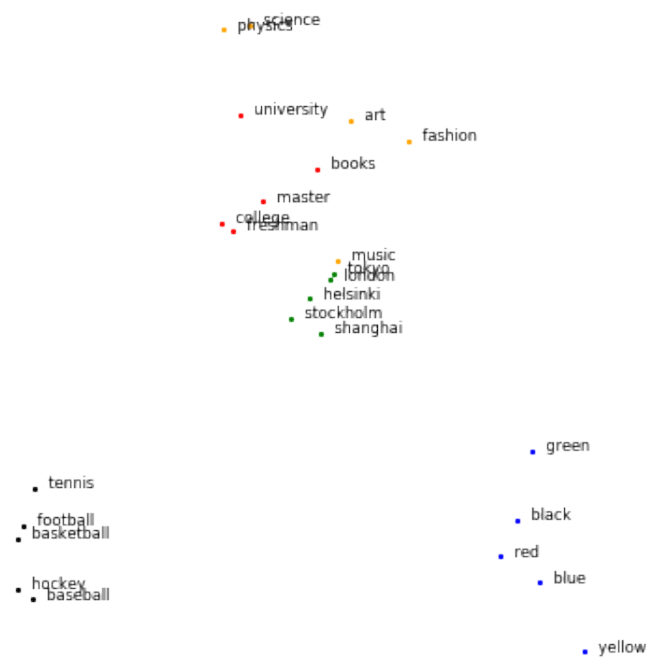 science
physics
university
art
fashion
books
master
college
freshman
music
tokyo
london
helsinki
stockholm
shanghai
green
tennis
black
football
basketball
red
blue
hockey
baseball
yellow